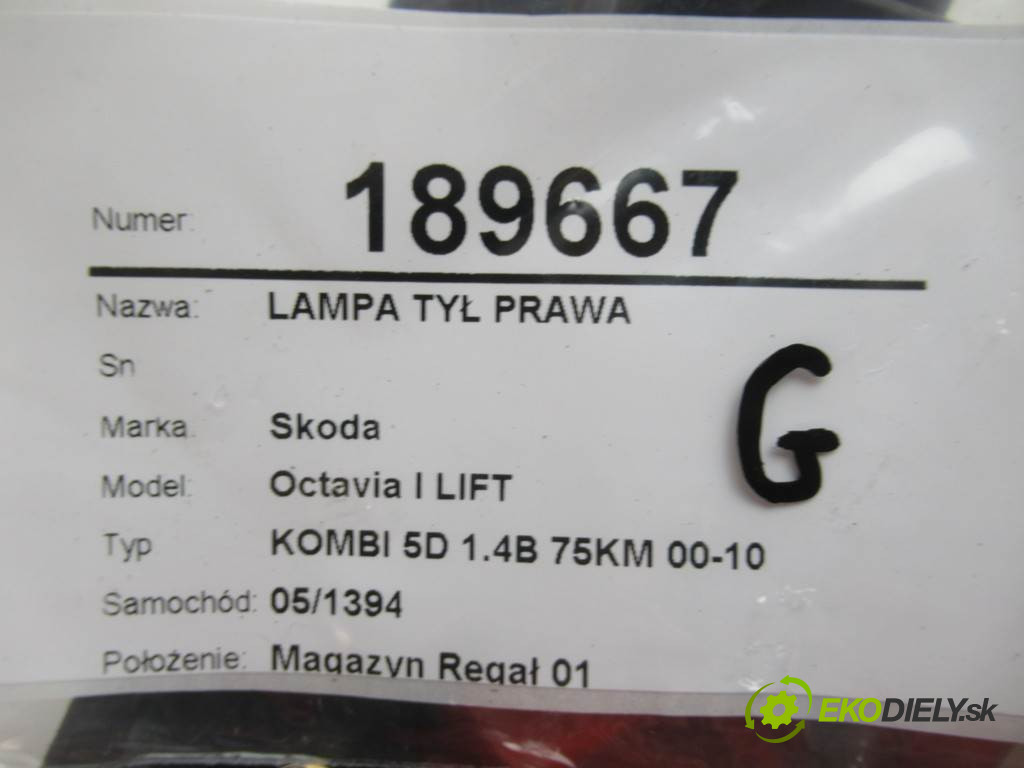 Numer: 189667
Nazwa: LAMPA TYŁ PRAWA
Sn
Marka: Skoda
Model: Octavia I LIFT
Typ KOMBI 5D 1.4B 75KM 00-10
Samochód: 05/1394
Położenie: Magazyn Regał 01
G
EKODIELY.sk